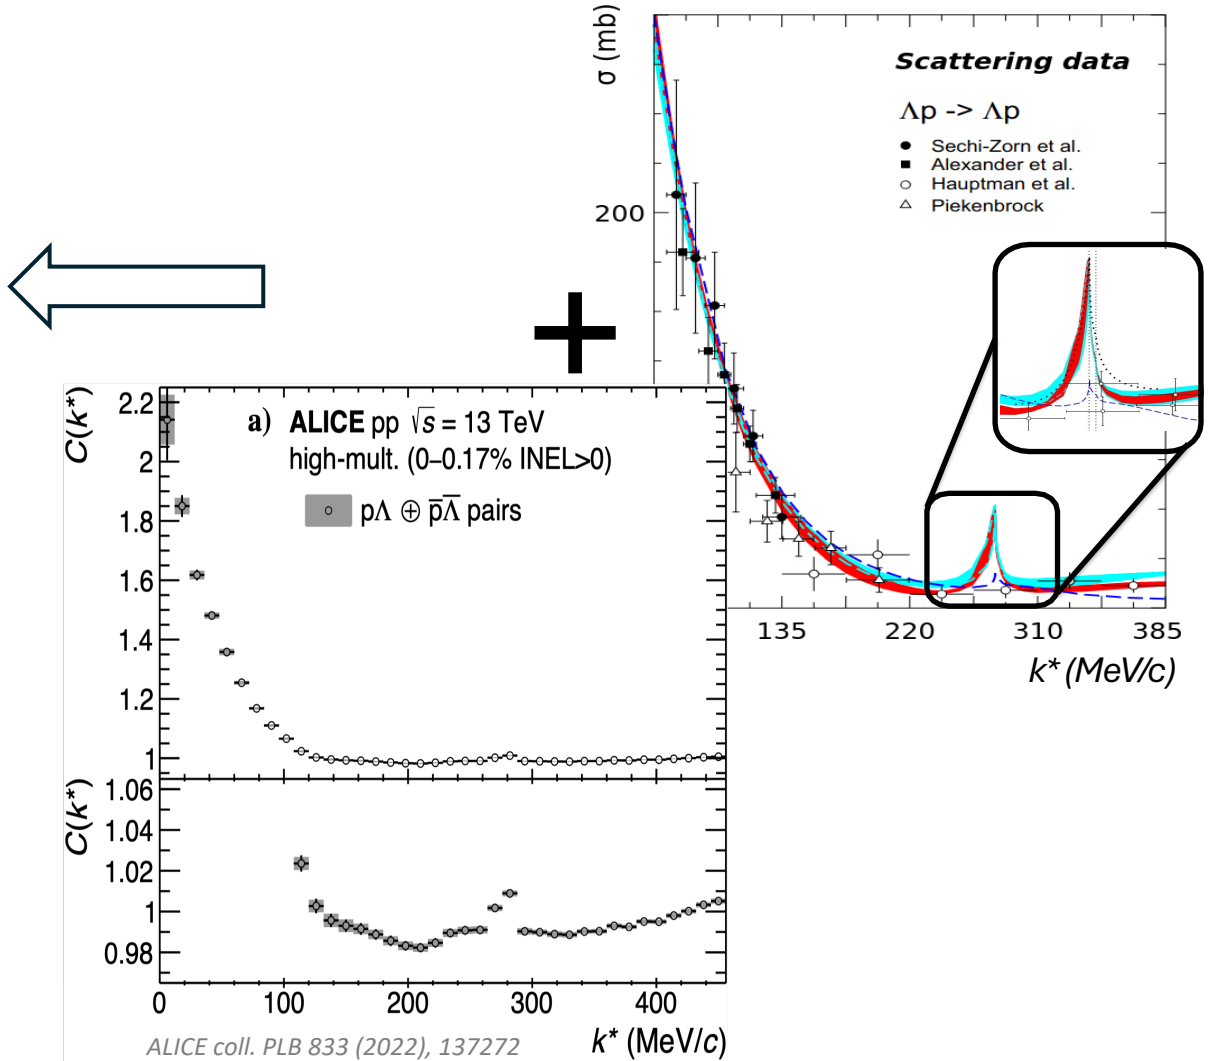 σ (mb)
Scattering data
Λp -> Λp
Sechi-Zorn et al.
Alexander et al.
Hauptman et al.
Piekenbrock
200
135 220 310 385
k* (MeV/c)
+
C(k*)
2.2
2
1.8
1.6
1.4
1.2
1
a) ALICE pp √s = 13 TeV
high-mult. (0–0.17% INEL>0)
pΛ ⊕ p̅Λ̅ pairs
C(k*)
1.06
1.04
1.02
1
0.98
0 100 200 300 400
k* (MeV/c)
ALICE coll. PLB 833 (2022), 137272